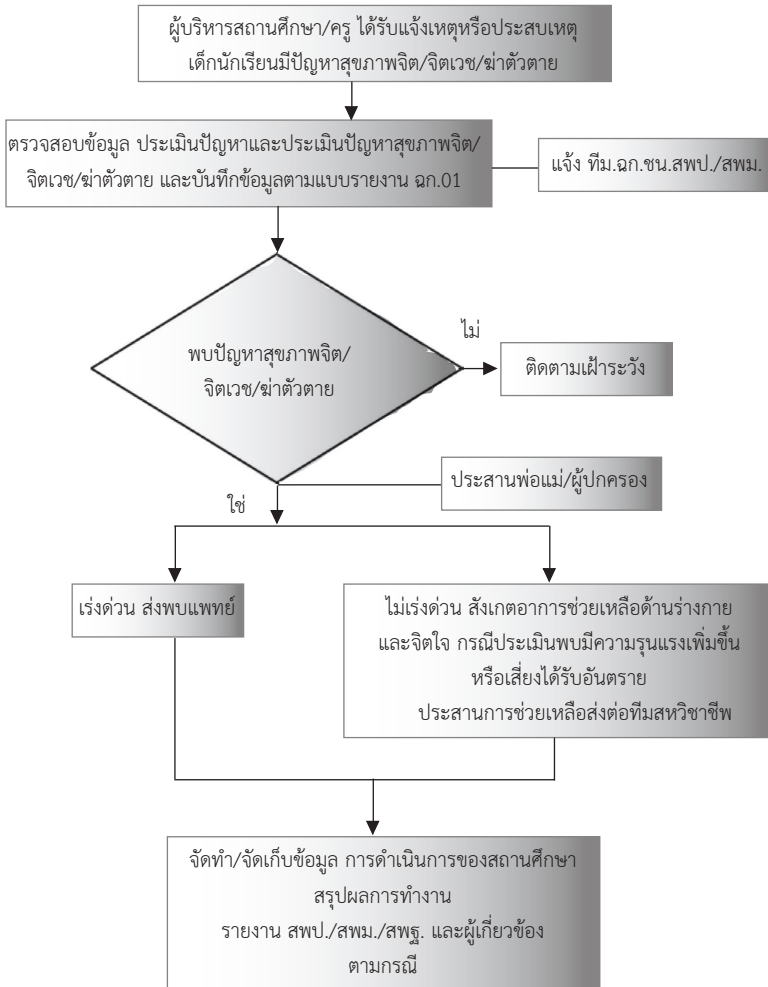 ผู้บริหารสถานศึกษา/ครู ได้รับแจ้งเหตุหรือประสบเหตุ
เด็กนักเรียนมีปัญหาสุขภาพจิต/จิตเวช/ฆ่าตัวตาย
ตรวจสอบข้อมูล ประเมินปัญหาและประเมินปัญหาสุขภาพจิต/
จิตเวช/ฆ่าตัวตาย และบันทึกข้อมูลตามแบบรายงาน ฉก.01
แจ้ง ทีม.ฉก.ชน.สพป./สพม.
พบปัญหาสุขภาพจิต/
จิตเวช/ฆ่าตัวตาย
ไม่
ติดตามเฝ้าระวัง
ประสานพ่อแม่/ผู้ปกครอง
ใช่
เร่งด่วน ส่งพบแพทย์
ไม่เร่งด่วน สังเกตอาการช่วยเหลือด้านร่างกาย
และจิตใจ กรณีประเมินพบมีความรุนแรงเพิ่มขึ้น
หรือเสี่ยงได้รับอันตราย
ประสานการช่วยเหลือส่งต่อทีมสหวิชาชีพ
จัดทำ/จัดเก็บข้อมูล การดำเนินการของสถานศึกษา
สรุปผลการทำงาน
รายงาน สพป./สพม./สพฐ. และผู้เกี่ยวข้อง
ตามกรณี